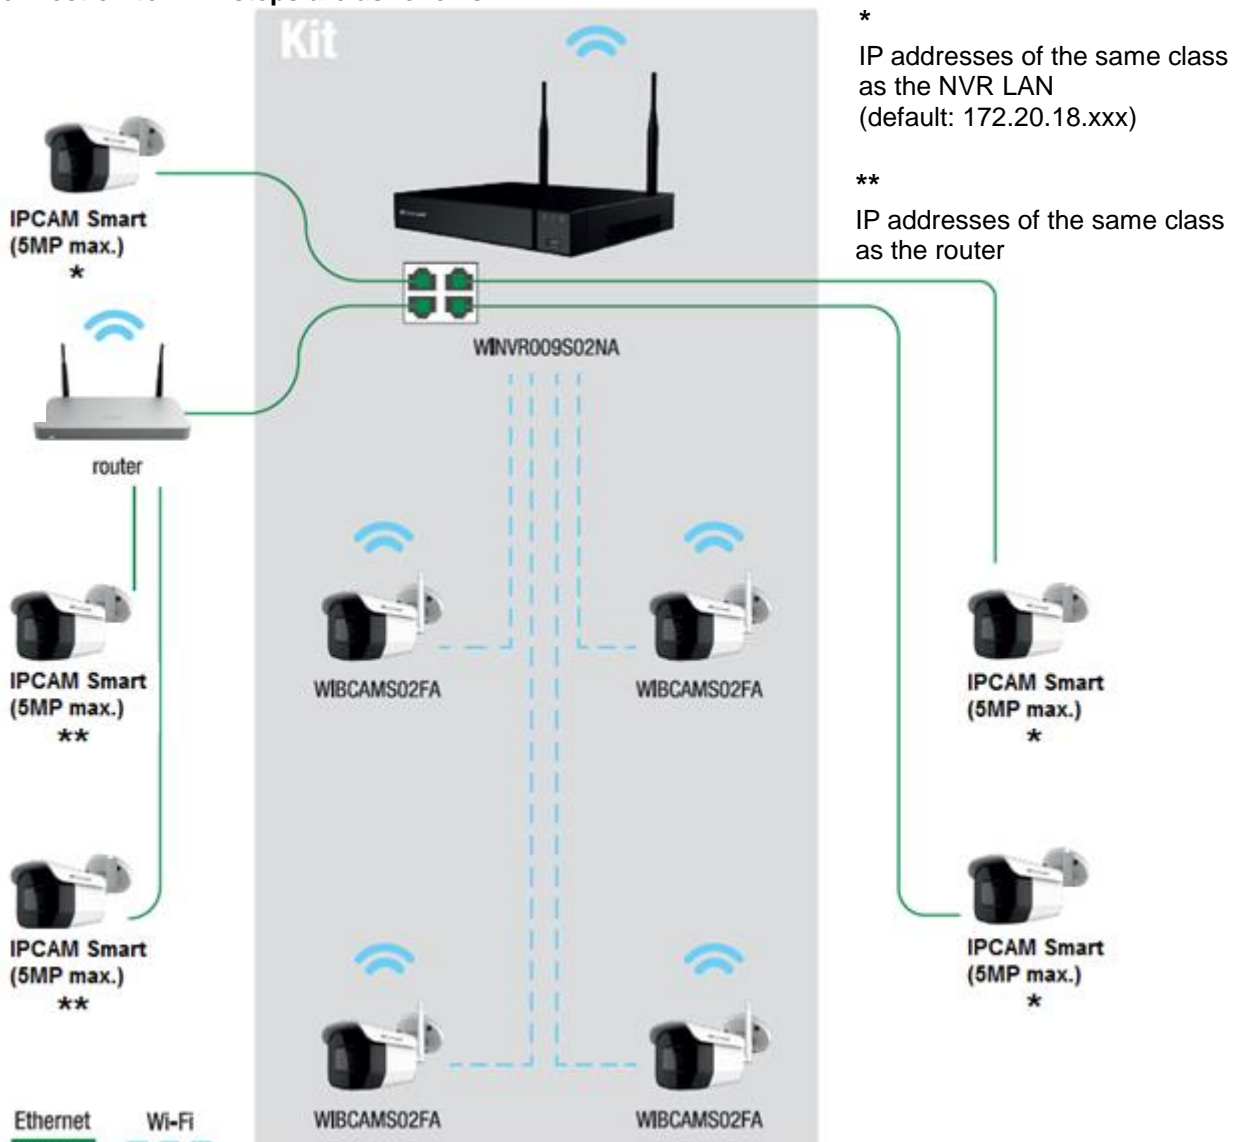 Kit
*
IP addresses of the same class
as the NVR LAN
(default: 172.20.18.xxx)
**
IP addresses of the same class
as the router
IPCAM Smart
(5MP max.)
*
WINVR009S02NA
router
IPCAM Smart
(5MP max.)
**
WIBCAMS02FA
WIBCAMS02FA
IPCAM Smart
(5MP max.)
*
IPCAM Smart
(5MP max.)
**
IPCAM Smart
(5MP max.)
*
WIBCAMS02FA
WIBCAMS02FA
Ethernet
Wi-Fi